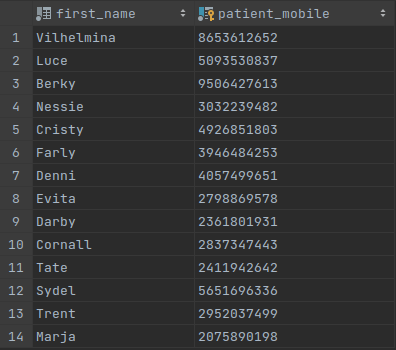 first_name patient_mobile
1 Vilhelmina 8653612652
2 Luce 5093530837
3 Berky 9506427613
4 Nessie 3032239482
5 Cristy 4926851803
6 Farly 3946484253
7 Denni 4057499651
8 Evita 2798869578
9 Darby 2361801931
10 Cornall 2837347443
11 Tate 2411942642
12 Sydel 5651696336
13 Trent 2952037499
14 Marja 2075890198